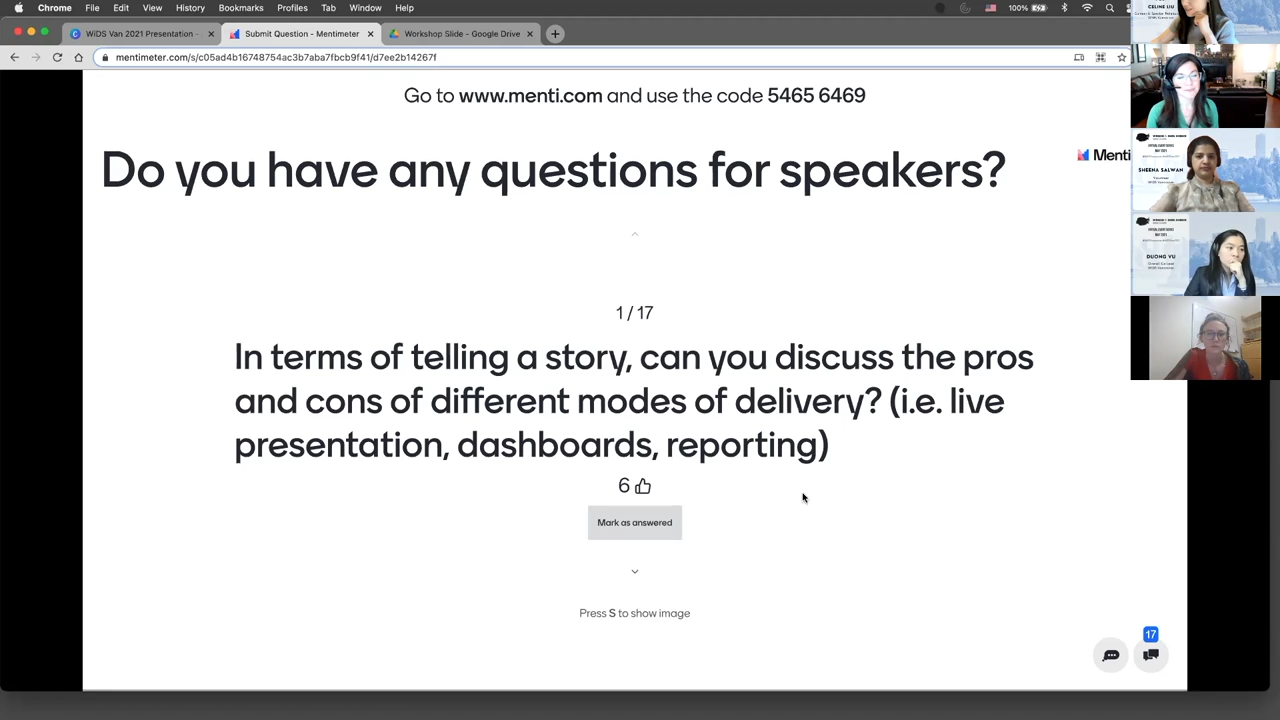 Chrome File Edit View History Bookmarks Profiles Tab Window Help 100%
WiDS Van 2021 Presentation - Submit Question - Mentimeter Workshop Slide - Google Drive
mentimeter.com/s/c05ad4b16748754ac3b7aba7fbcb9f41/d7ee2b14267f
Go to www.menti.com and use the code 5465 6469
Do you have any questions for speakers?
Menti
1 / 17
In terms of telling a story, can you discuss the pros
and cons of different modes of delivery? (i.e. live
presentation, dashboards, reporting)
6
Mark as answered
Press S to show image
17
CELINE LIU
SHEENA SALWAN
Volunteer
DUONG VU